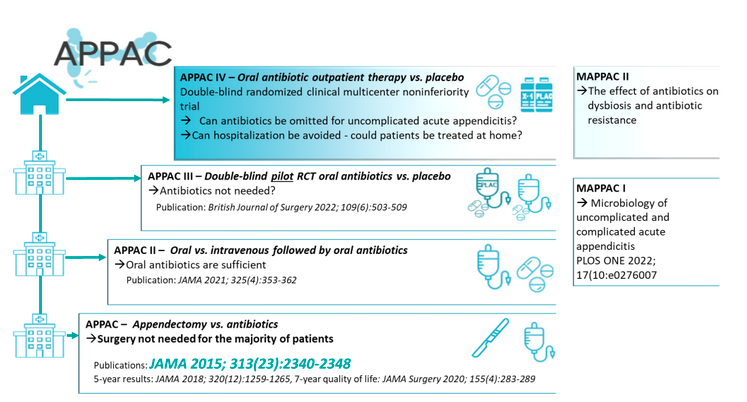 APPAC
APPAC IV – Oral antibiotic outpatient therapy vs. placebo
Double-blind randomized clinical multicenter noninferiority
trial
→ Can antibiotics be omitted for uncomplicated acute appendicitis?
→Can hospitalization be avoided - could patients be treated at home?
MAPPAC II
→The effect of antibiotics on
dysbiosis and antibiotic
resistance
APPAC III – Double-blind pilot RCT oral antibiotics vs. placebo
→Antibiotics not needed?
Publication: British Journal of Surgery 2022; 109(6):503-509
PLAC
MAPPAC I
→ Microbiology of
uncomplicated and
complicated acute
appendicitis
PLOS ONE 2022;
17(10:e0276007
APPAC II – Oral vs. intravenous followed by oral antibiotics
→Oral antibiotics are sufficient
Publication: JAMA 2021; 325(4):353-362
APPAC – Appendectomy vs. antibiotics
→Surgery not needed for the majority of patients
Publications: JAMA 2015; 313(23):2340-2348
5-year results: JAMA 2018; 320(12):1259-1265, 7-year quality of life: JAMA Surgery 2020; 155(4):283-289